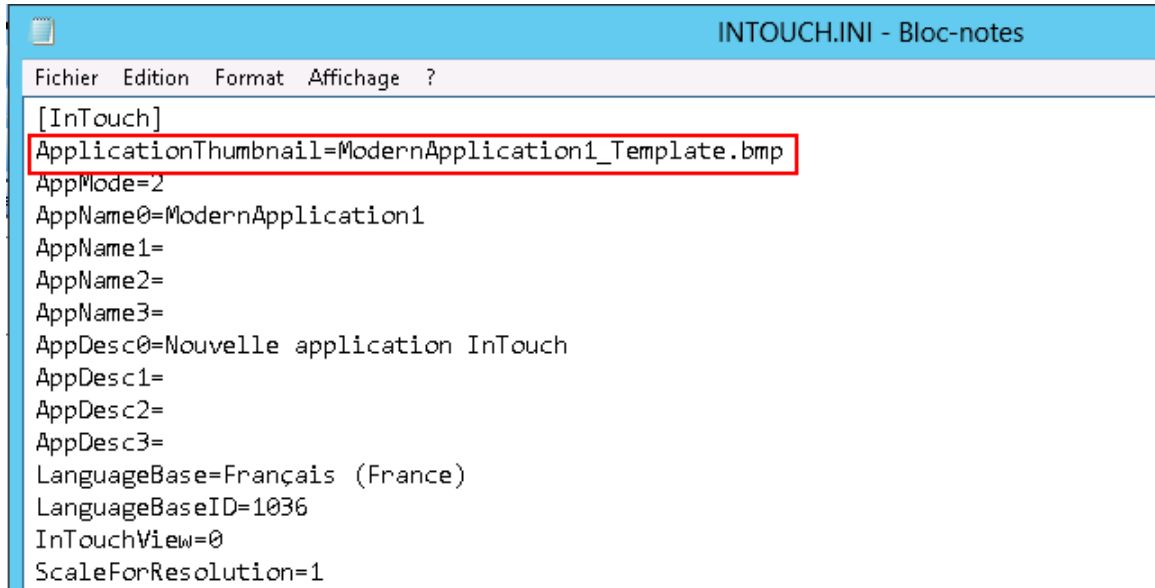 INTOUCH.INI - Bloc-notes
Fichier Edition Format Affichage ?
[InTouch]
ApplicationThumbnail=ModernApplication1_Template.bmp
AppMode=2
AppName0=ModernApplication1
AppName1=
AppName2=
AppName3=
AppDesc0=Nouvelle application InTouch
AppDesc1=
AppDesc2=
AppDesc3=
LanguageBase=Français (France)
LanguageBaseID=1036
InTouchView=0
ScaleForResolution=1